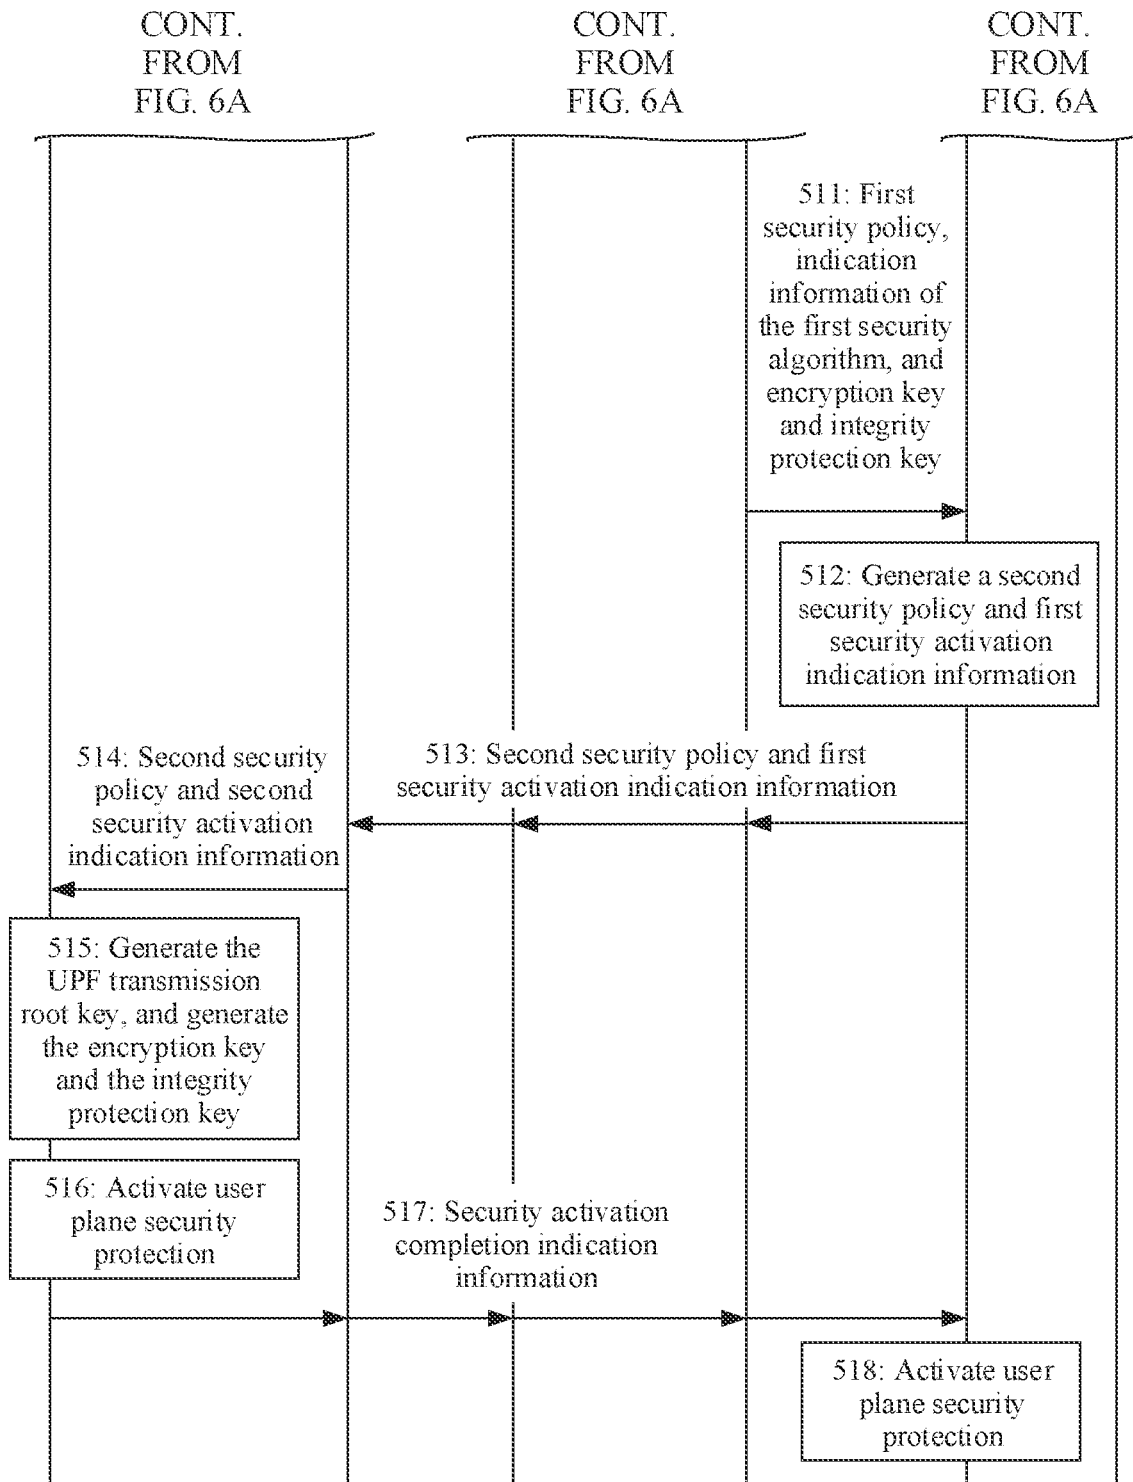 CONT.
FROM
FIG. 6A
CONT.
FROM
FIG. 6A
CONT.
FROM
FIG. 6A
511: First
security policy,
indication
information of
the first security
algorithm, and
encryption key
and integrity
protection key
512: Generate a second
security policy and first
security activation
indication information
513: Second security policy and first
security activation indication information
514: Second security
policy and second
security activation
indication information
515: Generate the
UPF transmission
root key, and generate
the encryption key
and the integrity
protection key
516: Activate user
plane security
protection
517: Security activation
completion indication
information
518: Activate user
plane security
protection